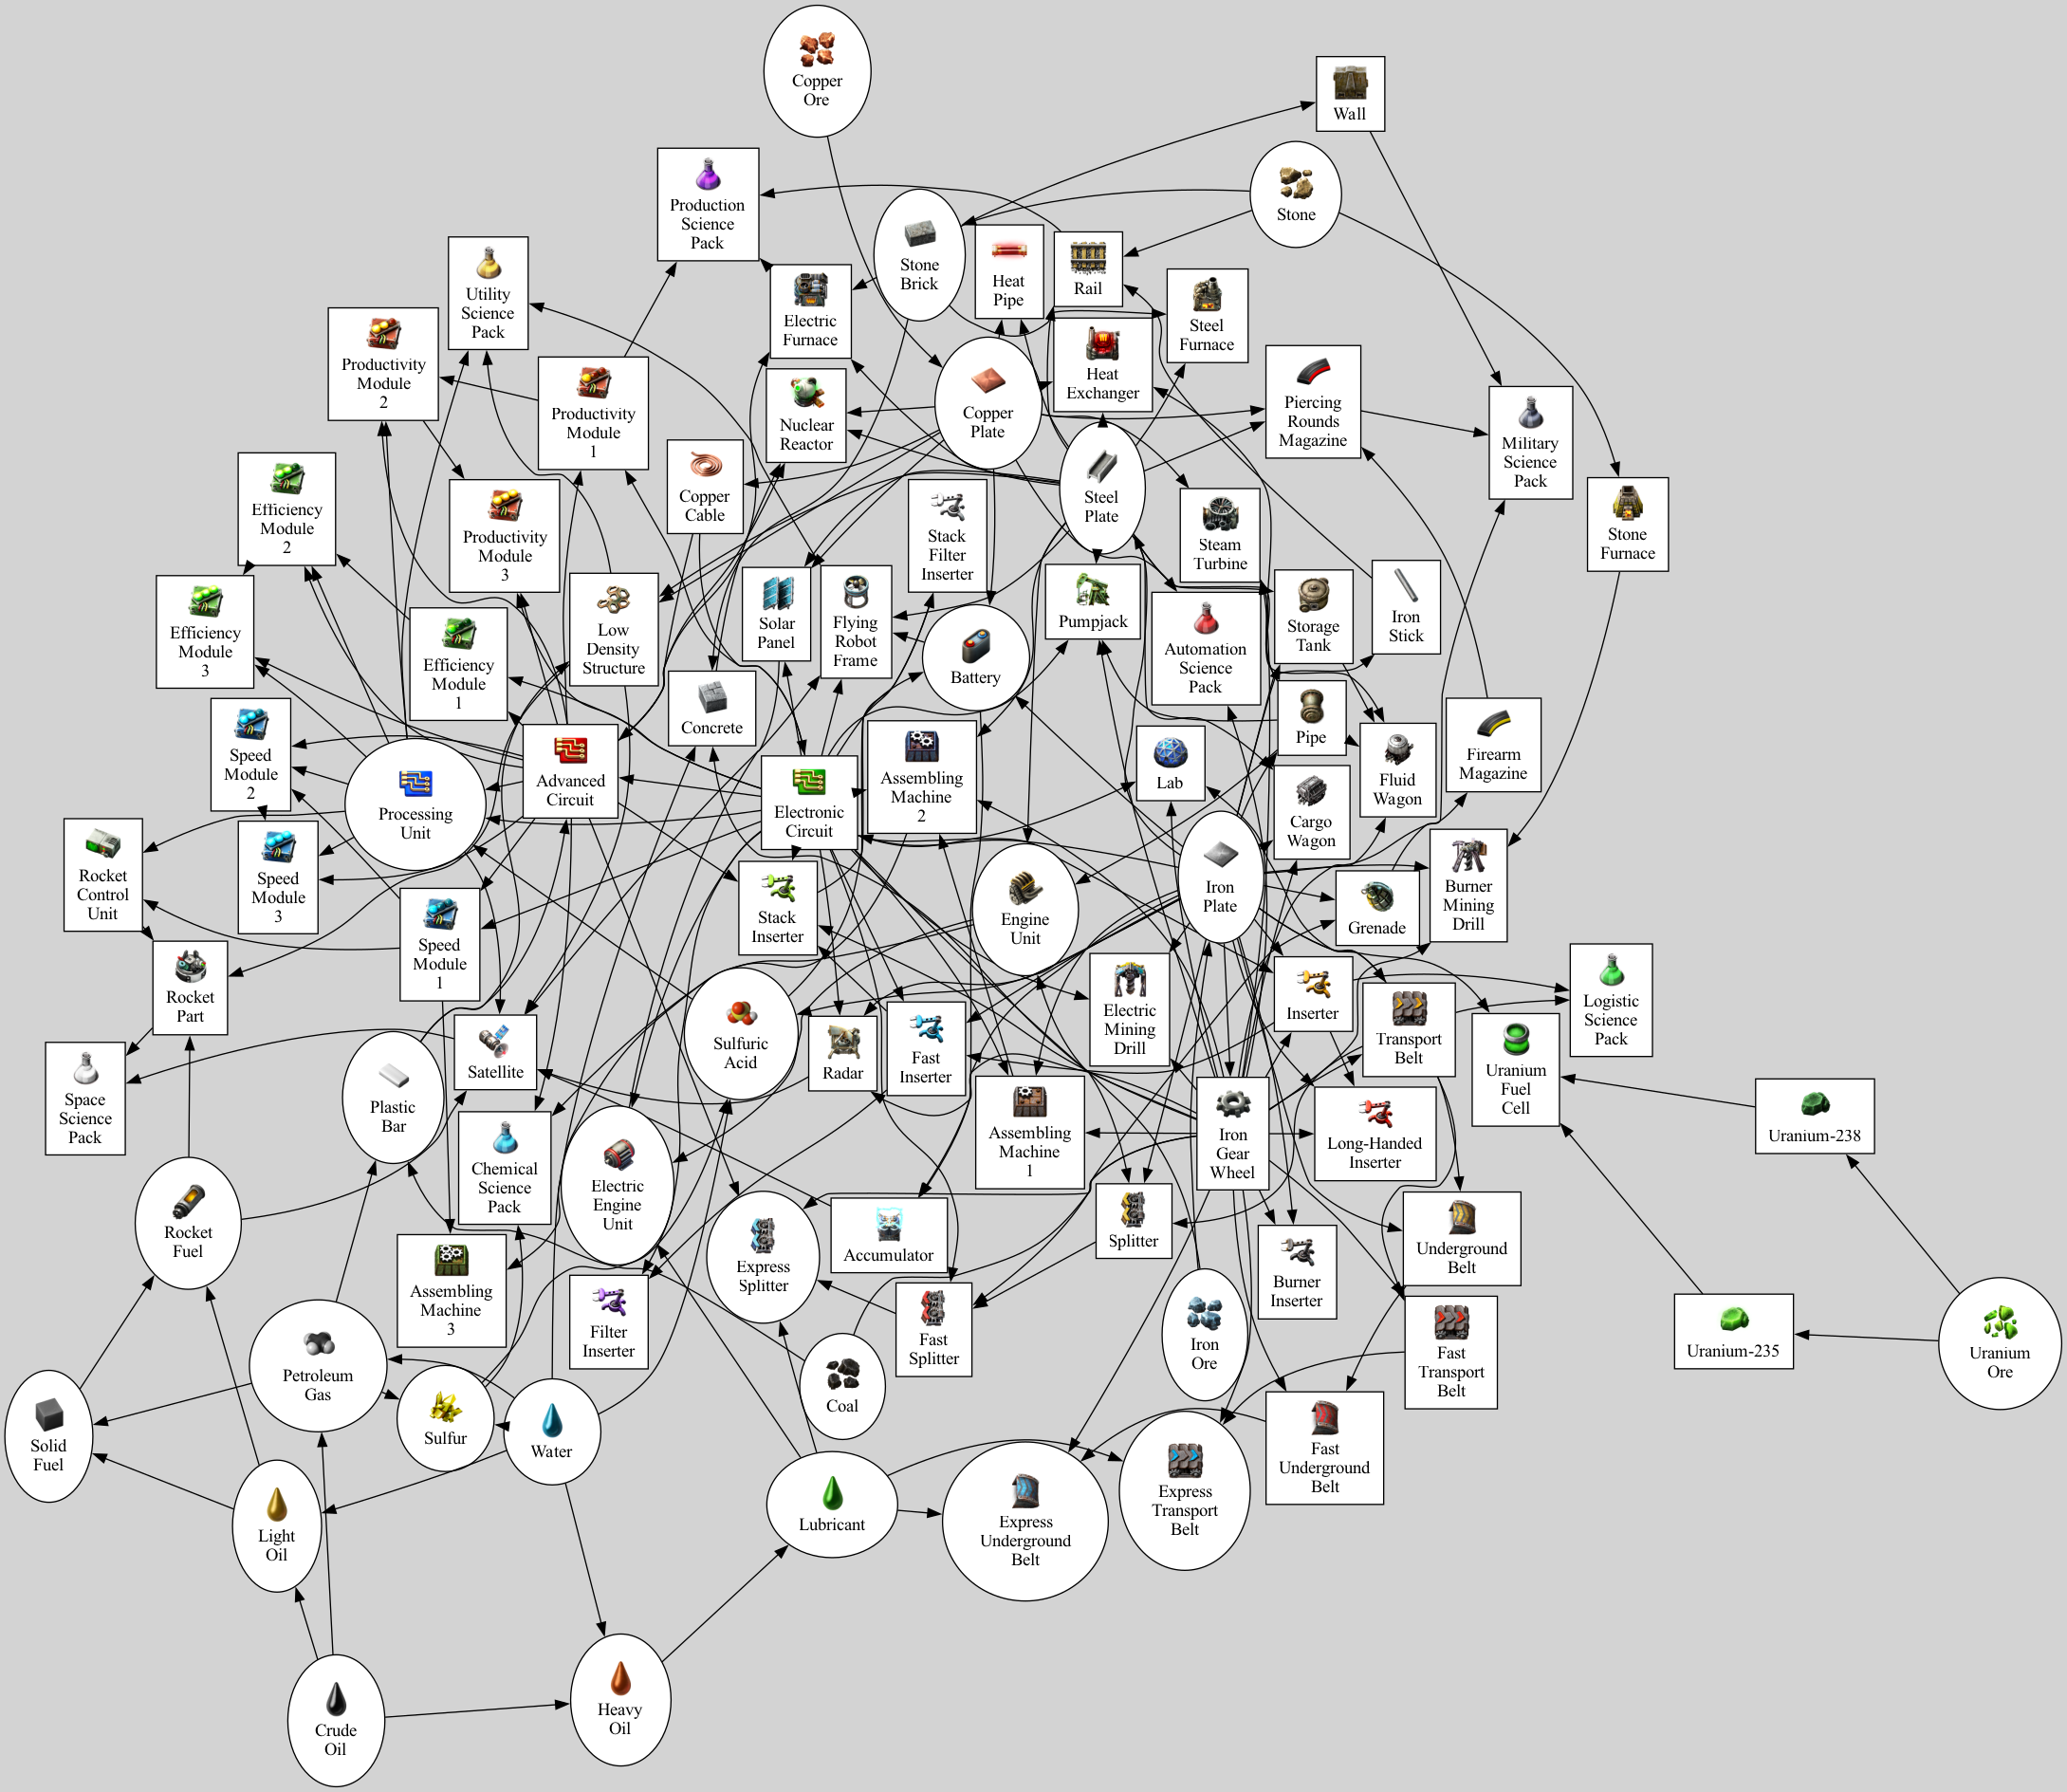 Copper
Ore
Wall
Stone
Production
Science
Pack
Stone
Brick
Heat
Pipe
Rail
Steel
Furnace
Utility
Science
Pack
Electric
Furnace
Productivity
Module
2
Productivity
Module
1
Nuclear
Reactor
Copper
Plate
Heat
Exchanger
Piercing
Rounds
Magazine
Military
Science
Pack
Efficiency
Module
2
Productivity
Module
3
Copper
Cable
Stack
Filter
Inserter
Steel
Plate
Steam
Turbine
Stone
Furnace
Efficiency
Module
3
Efficiency
Module
1
Low
Density
Structure
Solar
Panel
Flying
Robot
Frame
Battery
Pumpjack
Automation
Science
Pack
Storage
Tank
Iron
Stick
Speed
Module
2
Processing
Unit
Advanced
Circuit
Concrete
Electronic
Circuit
Assembling
Machine
2
Lab
Pipe
Fluid
Wagon
Firearm
Magazine
Cargo
Wagon
Rocket
Control
Unit
Speed
Module
3
Speed
Module
1
Stack
Inserter
Engine
Unit
Iron
Plate
Grenade
Burner
Mining
Drill
Rocket
Part
Satellite
Sulfuric
Acid
Radar
Fast
Inserter
Electric
Mining
Drill
Inserter
Transport
Belt
Logistic
Science
Pack
Space
Science
Pack
Plastic
Bar
Chemical
Science
Pack
Electric
Engine
Unit
Assembling
Machine
1
Iron
Gear
Wheel
Long-Handed
Inserter
Uranium
Fuel
Cell
Uranium-238
Rocket
Fuel
Assembling
Machine
3
Filter
Inserter
Express
Splitter
Accumulator
Splitter
Burner
Inserter
Underground
Belt
Fast
Splitter
Iron
Ore
Fast
Transport
Belt
Uranium-235
Uranium
Ore
Petroleum
Gas
Solid
Fuel
Sulfur
Water
Coal
Light
Oil
Lubricant
Express
Underground
Belt
Express
Transport
Belt
Fast
Underground
Belt
Crude
Oil
Heavy
Oil